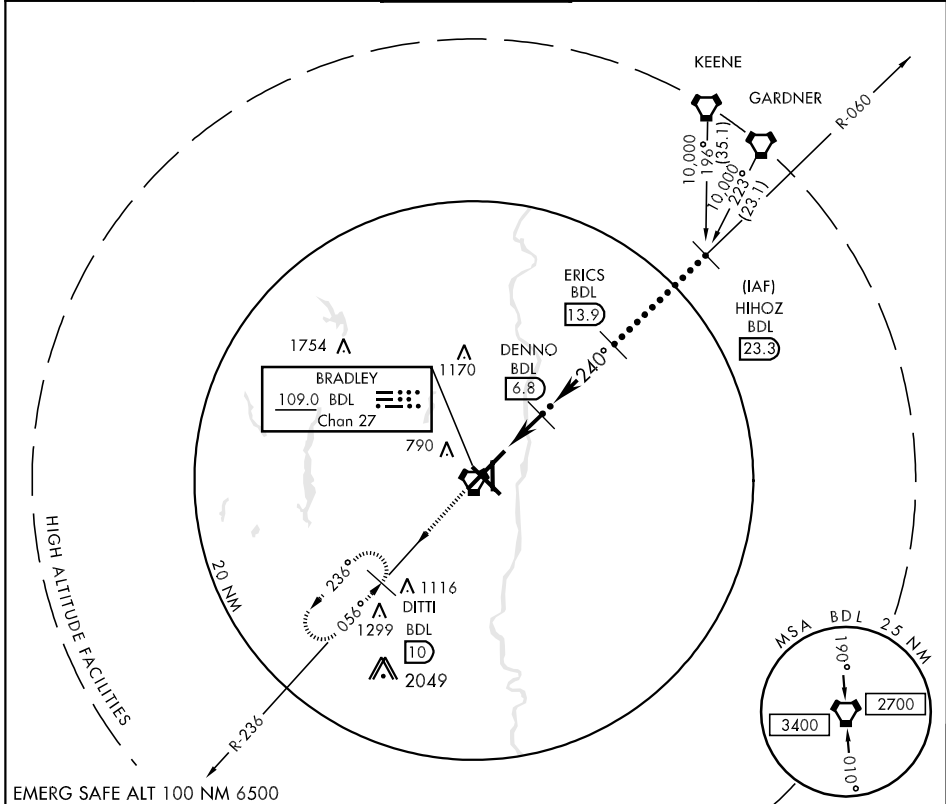 KEENE
GARDNER
R-060
10,000
196°
(35.1)
10,000
223°
(23.1)
ERICS
BDL
13.9
(IAF)
HIHOZ
BDL
23.3
240°
DENNO
BDL
6.8
1754
1170
BRADLEY
109.0 BDL
Chan 27
790
HIGH ALTITUDE FACILITIES
20 NM
236°
056°
1116
DITTI
1299 BDL
10
2049
R-236
MSA BDL 25 NM
190°
2700
3400
010°
EMERG SAFE ALT 100 NM 6500